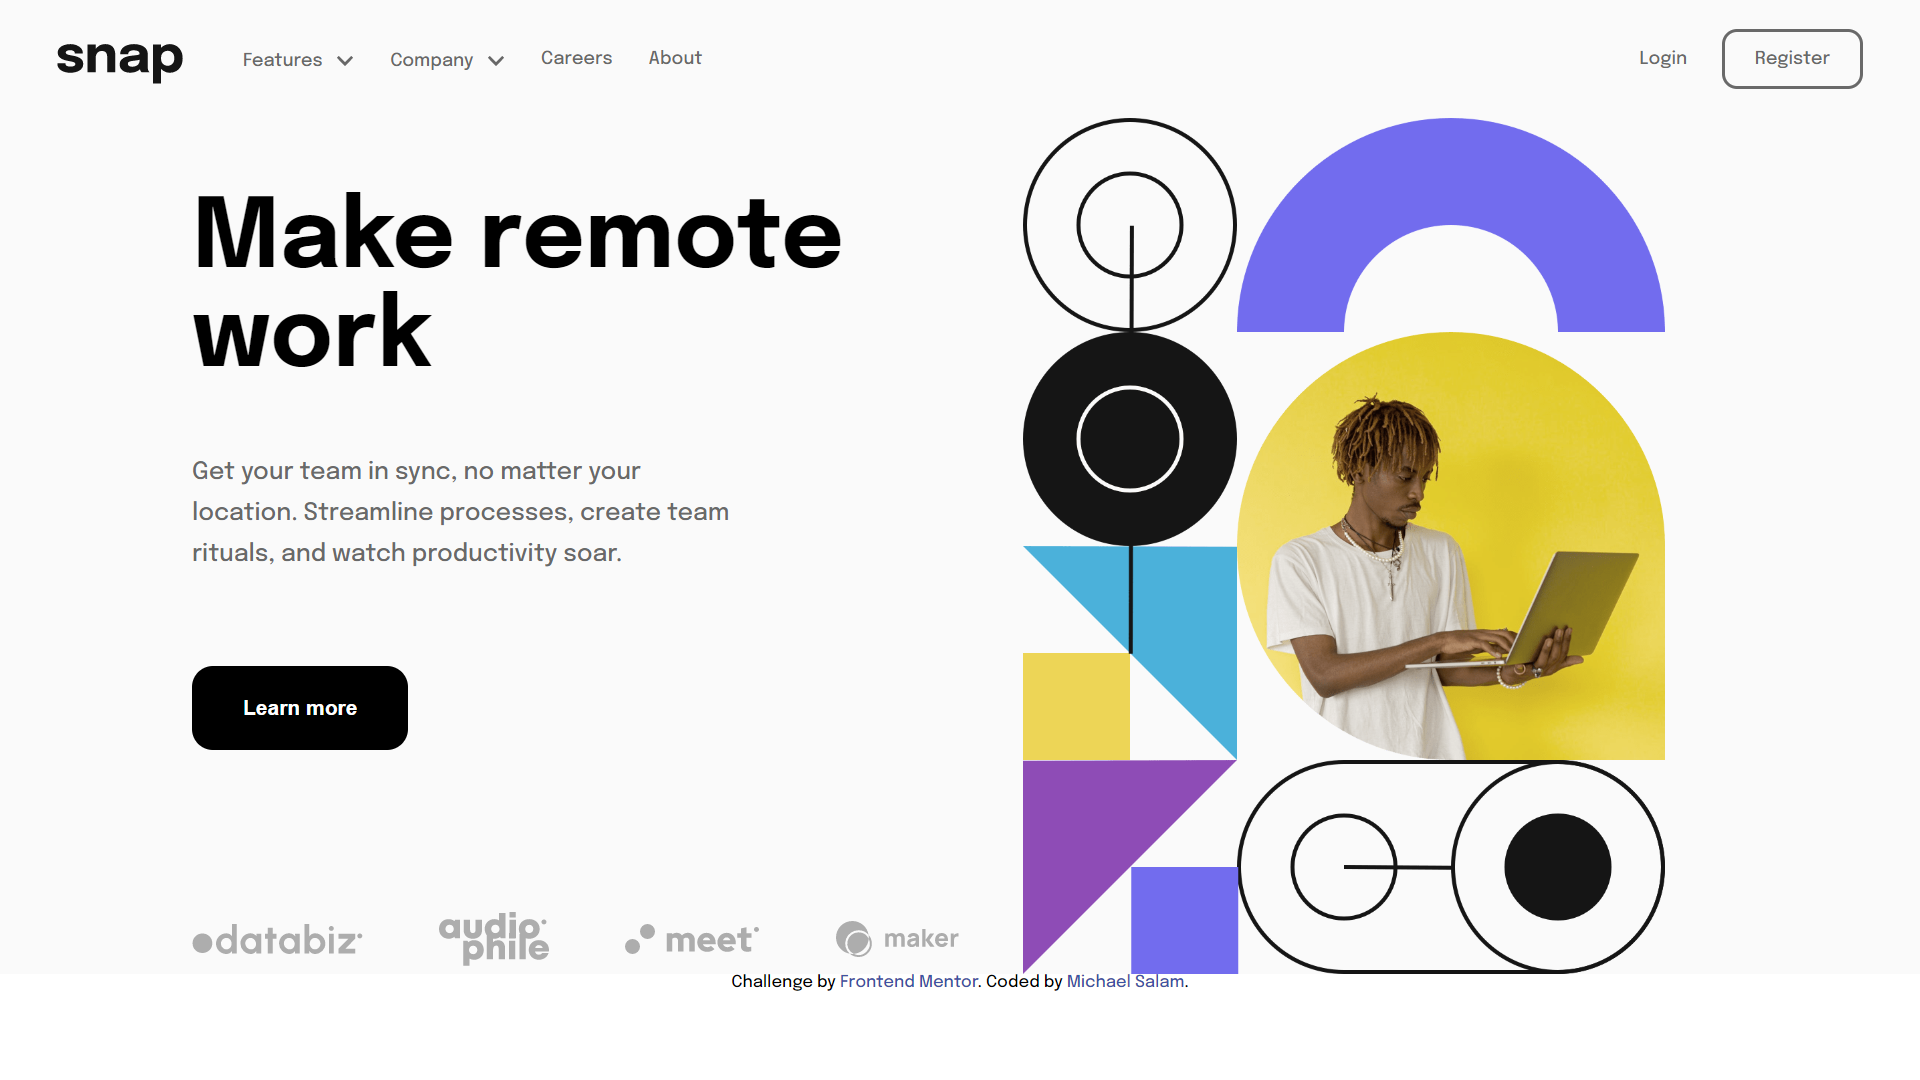 snap
Features
Company
Careers
About
Login
Register
Make remote
work
Get your team in sync, no matter your
location. Streamline processes, create team
rituals, and watch productivity soar.
Learn more
databiz
audio
phile
meet
maker
Challenge by Frontend Mentor. Coded by Michael Salam.